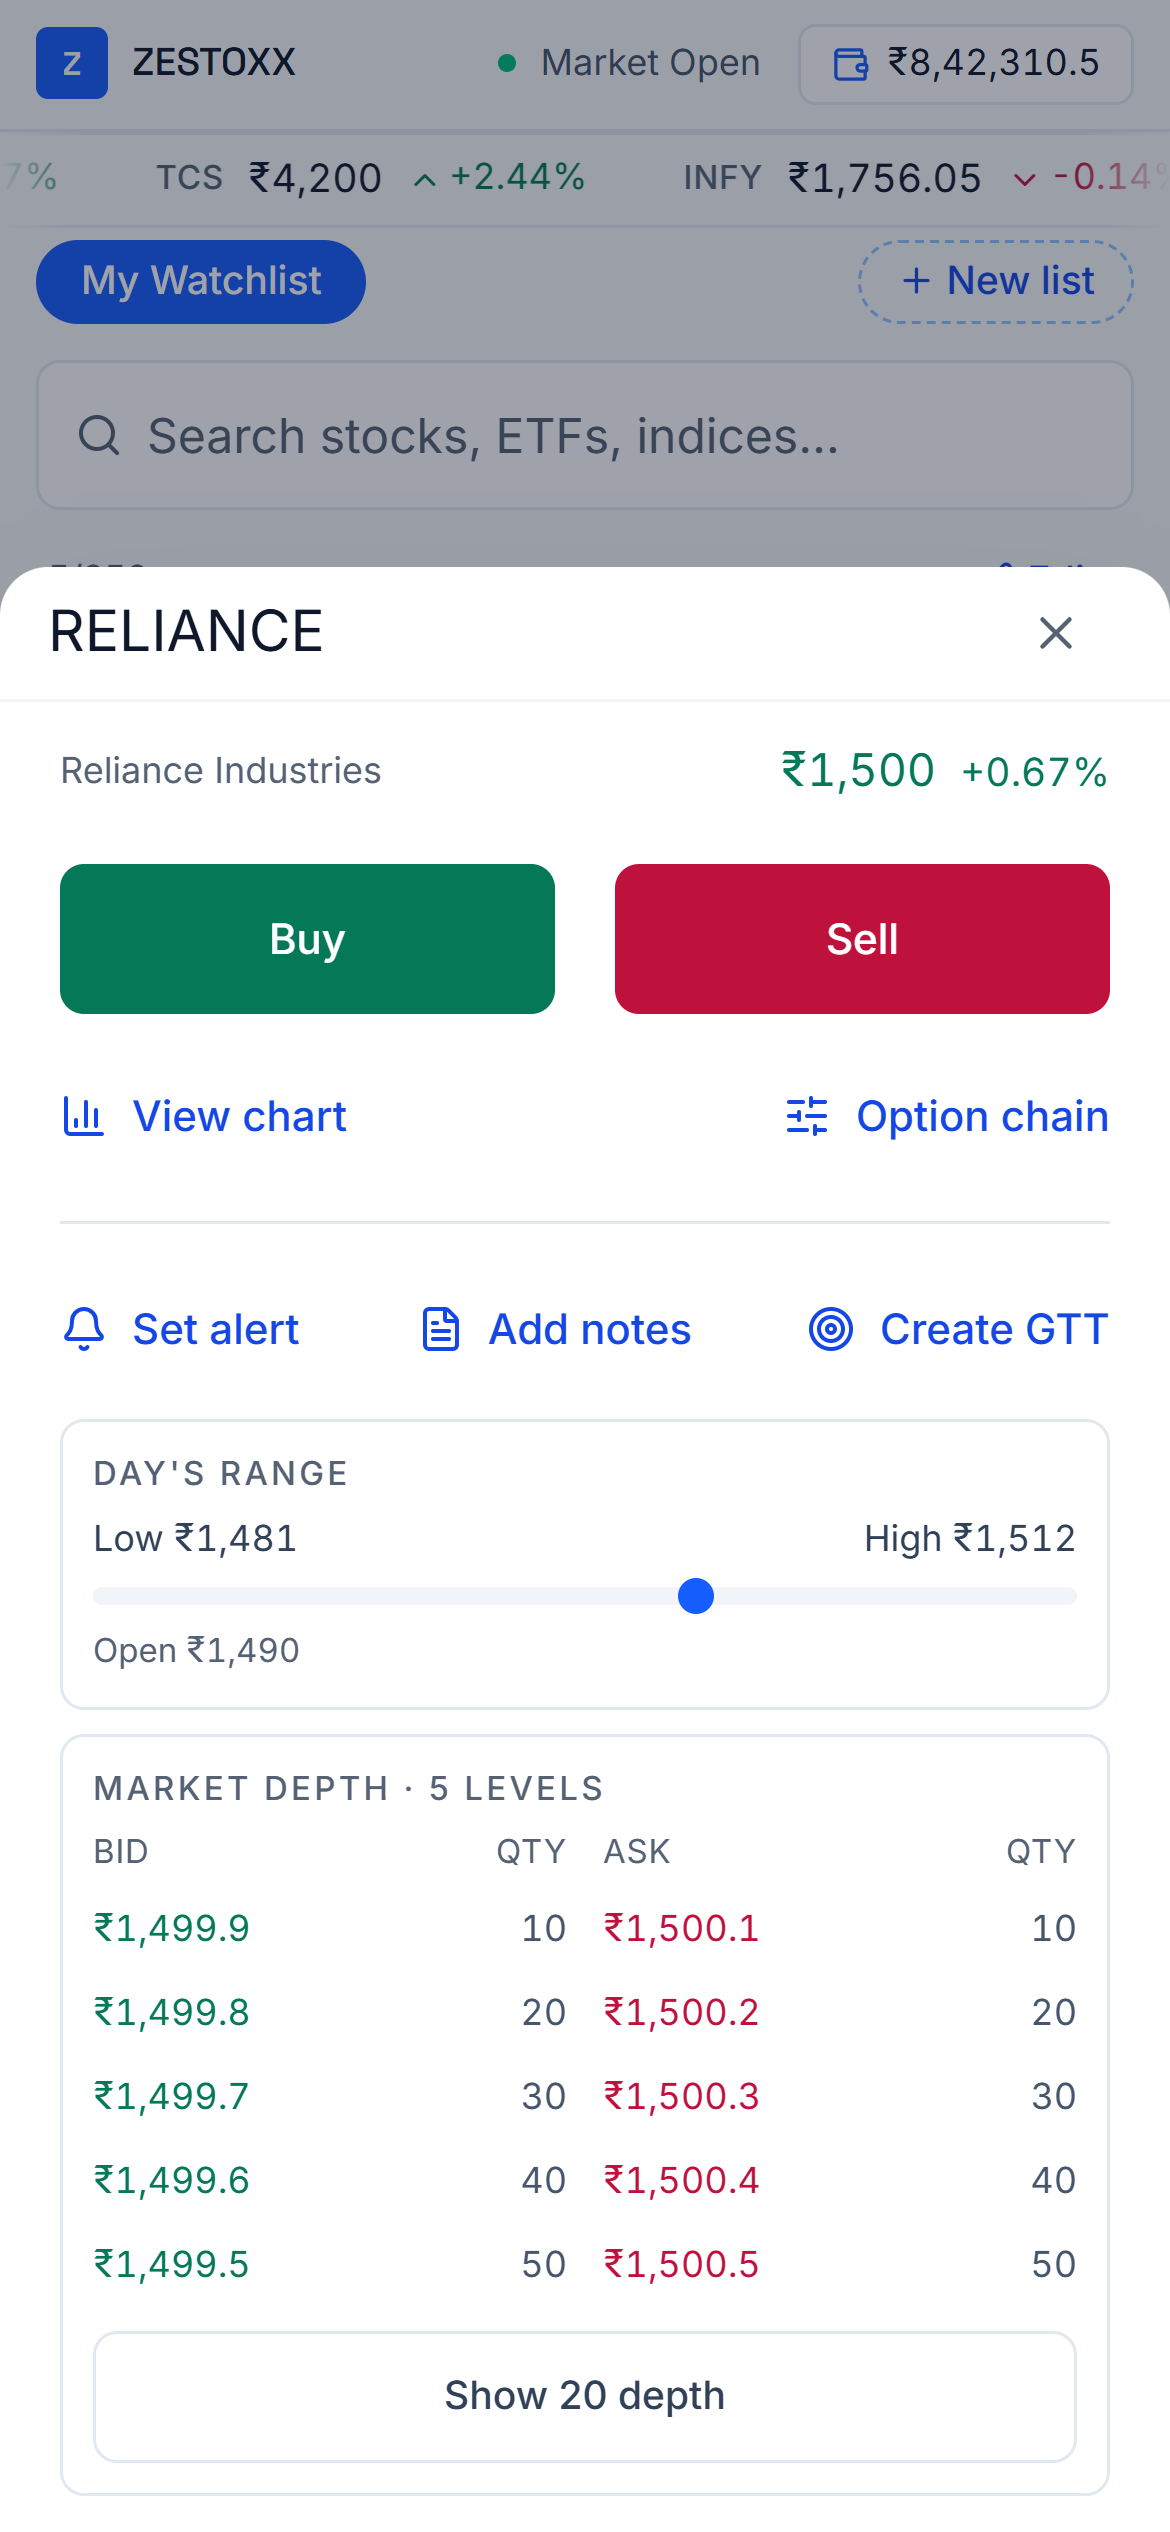 Z ZESTOXX Market Open ₹8,42,310.5
7% TCS ₹4,200 +2.44% INFY ₹1,756.05 -0.14%
My Watchlist + New list
Search stocks, ETFs, indices...
RELIANCE
Reliance Industries ₹1,500 +0.67%
Buy Sell
View chart Option chain
Set alert Add notes Create GTT
DAY'S RANGE
Low ₹1,481 High ₹1,512
Open ₹1,490
MARKET DEPTH · 5 LEVELS
BID QTY ASK QTY
₹1,499.9 10 ₹1,500.1 10
₹1,499.8 20 ₹1,500.2 20
₹1,499.7 30 ₹1,500.3 30
₹1,499.6 40 ₹1,500.4 40
₹1,499.5 50 ₹1,500.5 50
Show 20 depth